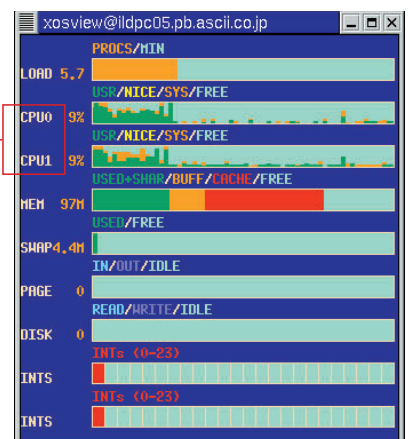 xosview@ildpc05.pb.ascii.co.jp
PROCS/MIN
LOAD 5.7
USR/NICE/SYS/FREE
CPU0 9%
USR/NICE/SYS/FREE
CPU1 9%
USED+SHAR/BUFF/CACHE/FREE
MEM 97M
USED/FREE
SWAP4.4M
IN/OUT/IDLE
PAGE 0
READ/WRITE/IDLE
DISK 0
INTs (0-23)
INTS
INTs (0-23)
INTS